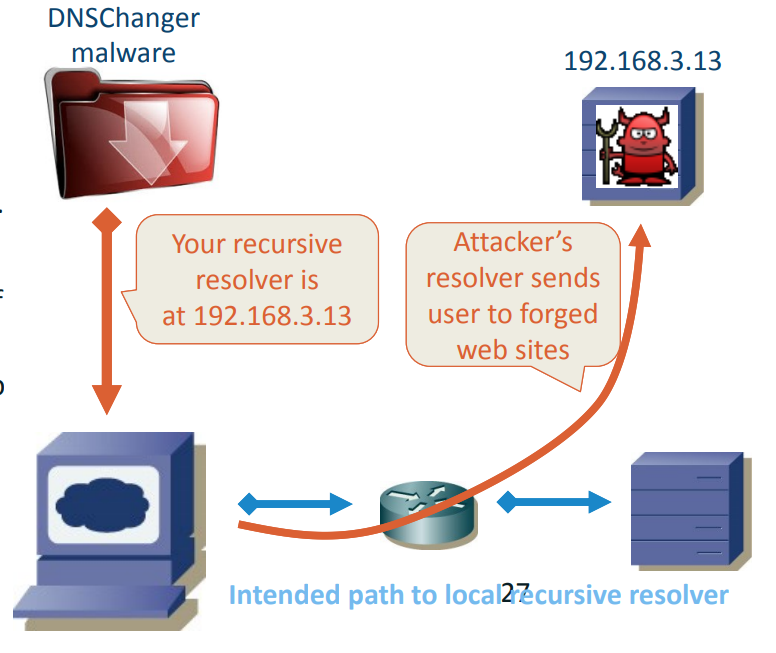 DNSChanger
malware
192.168.3.13
.
f
o
Your recursive
resolver is
at 192.168.3.13
Attacker's
resolver sends
user to forged
web sites
Intended path to local recursive resolver
27